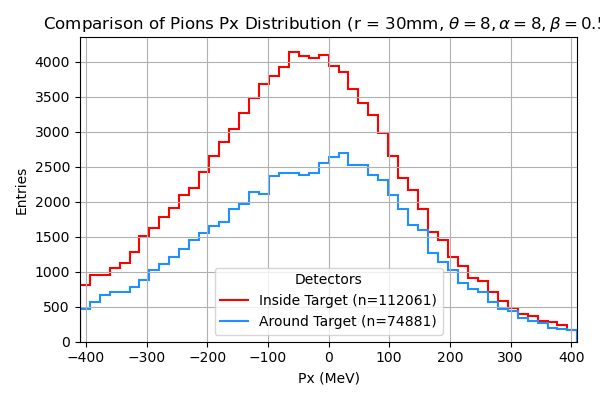 Comparison of Pions Px Distribution (r = 30mm, θ = 8, α = 8, β = 0.5
Entries
4000
3500
3000
2500
2000
1500
1000
500
0
−400 −300 −200 −100 0 100 200 300 400
Px (MeV)
Detectors
Inside Target (n=112061)
Around Target (n=74881)